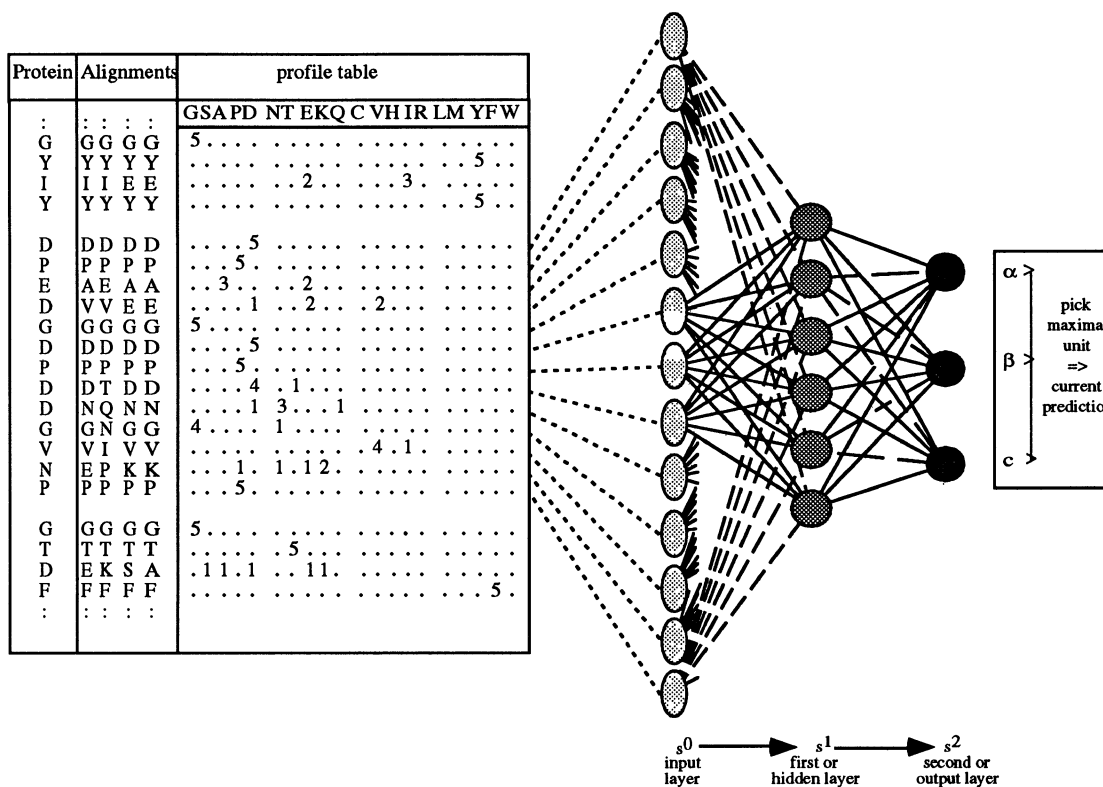 Protein Alignments profile table
GSAPD NT EKQ C VH IR LM YF W
: : : : :
G G G G G 5. . . . . . . . . . . . . . . . . . .
Y Y Y Y Y . . . . . . . . . . . . . . . . . 5 . .
I I I E E . . . . . . . 2 . . . . . 3 . . . . . .
Y Y Y Y Y . . . . . . . . . . . . . . . . . 5 . .
D D D D D . . . . 5 . . . . . . . . . . . . . . .
P P P P P . . . 5 . . . . . . . . . . . . . . . .
E A E A A . . 3 . . . . 2 . . . . . . . . . . . .
D V V E E . . . . 1 . . 2 . . . 2 . . . . . . . .
G G G G G 5. . . . . . . . . . . . . . . . . . .
D D D D D . . . . 5 . . . . . . . . . . . . . . .
P P P P P . . . 5 . . . . . . . . . . . . . . . .
D D T D D . . . . 4 . 1 . . . . . . . . . . . . .
D N Q N N . . . . 1 3 . . . 1 . . . . . . . . . .
G G N G G 4 . . . . 1 . . . . . . . . . . . . . .
V V I V V . . . . . . . . . . . 4 . 1 . . . . . .
N E P K K . . . 1 . 1 . 1 2 . . . . . . . . . . .
P P P P P . . . 5 . . . . . . . . . . . . . . . .
G G G G G 5 . . . . . . . . . . . . . . . . . . .
T T T T T . . . . . . 5 . . . . . . . . . . . . .
D E K S A . 1 1 . 1 . . 1 1 . . . . . . . . . . .
F F F F F . . . . . . . . . . . . . . . . . . 5 .
: : : : :
α >
β >
c >
pick
maxima
unit
=>
current
prediction
s0 s1 s2
input layer
first or hidden layer
second or output layer